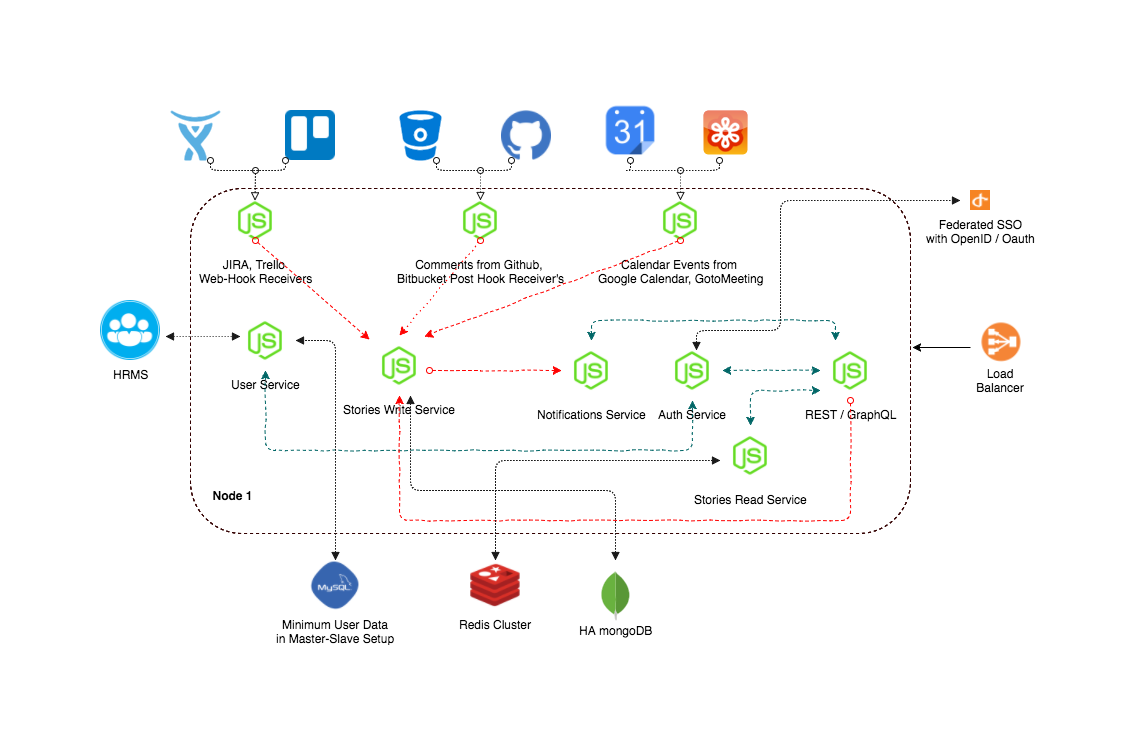 31
JS
JS
JS
Federated SSO
with OpenID / Oauth
JIRA, Trello
Web-Hook Receivers
Comments from Github,
Bitbucket Post Hook Receiver's
Calendar Events from
Google Calendar, GotoMeeting
HRMS
JS
User Service
JS
Stories Write Service
JS
Notifications Service
JS
Auth Service
JS
REST / GraphQL
Load
Balancer
JS
Stories Read Service
Node 1
MySQL
Minimum User Data
in Master-Slave Setup
Redis Cluster
HA mongoDB